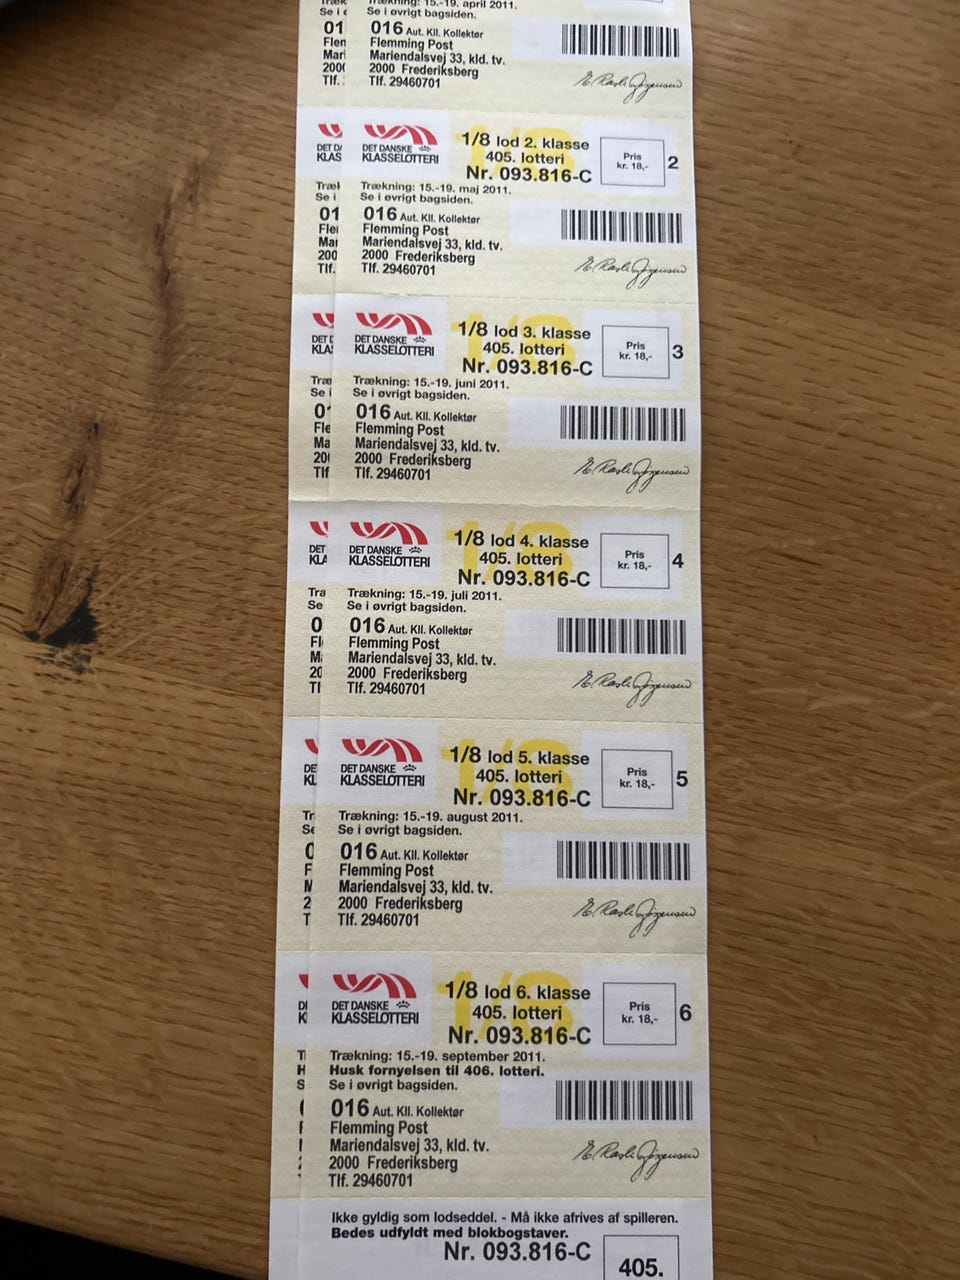 Trækning: 15.-19. april 2011.
Se i øvrigt bagsiden.
016 Aut. Kll. Kollektør
Flemming Post
Mariendalsvej 33, kld. tv.
2000 Frederiksberg
Tlf. 29460701
DET DANSKE
KLASSELOTTERI
1/8 lod 2. klasse
405. lotteri
Nr. 093.816-C
Pris
kr. 18,-
2
Trækning: 15.-19. maj 2011.
Se i øvrigt bagsiden.
016 Aut. Kll. Kollektør
Flemming Post
Mariendalsvej 33, kld. tv.
2000 Frederiksberg
Tlf. 29460701
DET DANSKE
KLASSELOTTERI
1/8 lod 3. klasse
405. lotteri
Nr. 093.816-C
Pris
kr. 18,-
3
Trækning: 15.-19. juni 2011.
Se i øvrigt bagsiden.
016 Aut. Kll. Kollektør
Flemming Post
Mariendalsvej 33, kld. tv.
2000 Frederiksberg
Tlf. 29460701
DET DANSKE
KLASSELOTTERI
1/8 lod 4. klasse
405. lotteri
Nr. 093.816-C
Pris
kr. 18,-
4
Trækning: 15.-19. juli 2011.
Se i øvrigt bagsiden.
016 Aut. Kll. Kollektør
Flemming Post
Mariendalsvej 33, kld. tv.
2000 Frederiksberg
Tlf. 29460701
DET DANSKE
KLASSELOTTERI
1/8 lod 5. klasse
405. lotteri
Nr. 093.816-C
Pris
kr. 18,-
5
Trækning: 15.-19. august 2011.
Se i øvrigt bagsiden.
016 Aut. Kll. Kollektør
Flemming Post
Mariendalsvej 33, kld. tv.
2000 Frederiksberg
Tlf. 29460701
DET DANSKE
KLASSELOTTERI
1/8 lod 6. klasse
405. lotteri
Nr. 093.816-C
Pris
kr. 18,-
6
Trækning: 15.-19. september 2011.
Husk fornyelsen til 406. lotteri.
Se i øvrigt bagsiden.
016 Aut. Kll. Kollektør
Flemming Post
Mariendalsvej 33, kld. tv.
2000 Frederiksberg
Tlf. 29460701
Ikke gyldig som lodseddel. - Må ikke afrives af spilleren.
Bedes udfyldt med blokbogstaver.
Nr. 093.816-C
405.